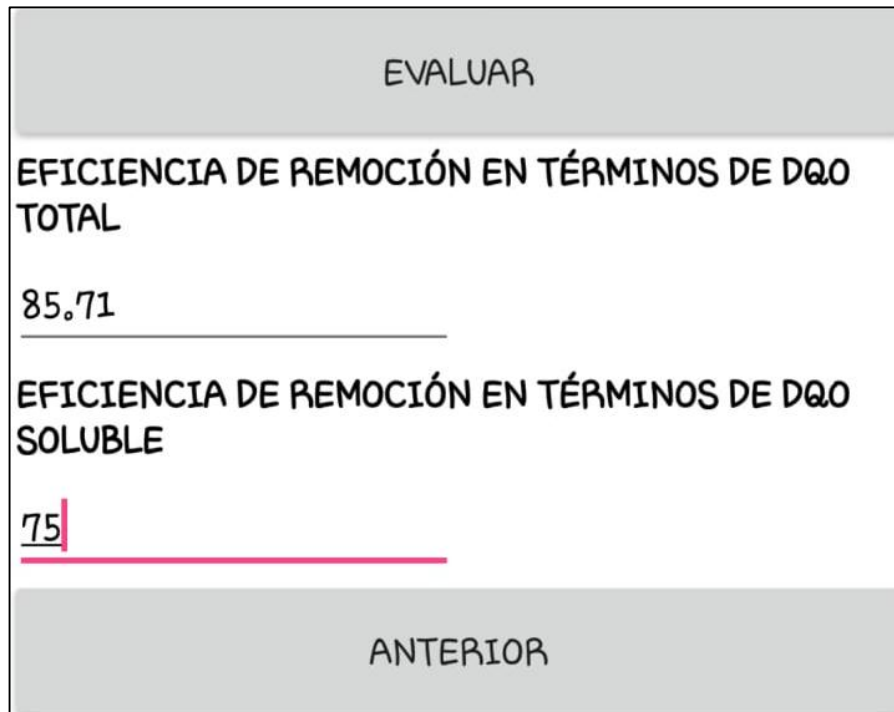 EVALUAR
EFICIENCIA DE REMOCIÓN EN TÉRMINOS DE DQO
TOTAL
85.71
EFICIENCIA DE REMOCIÓN EN TÉRMINOS DE DQO
SOLUBLE
75
ANTERIOR